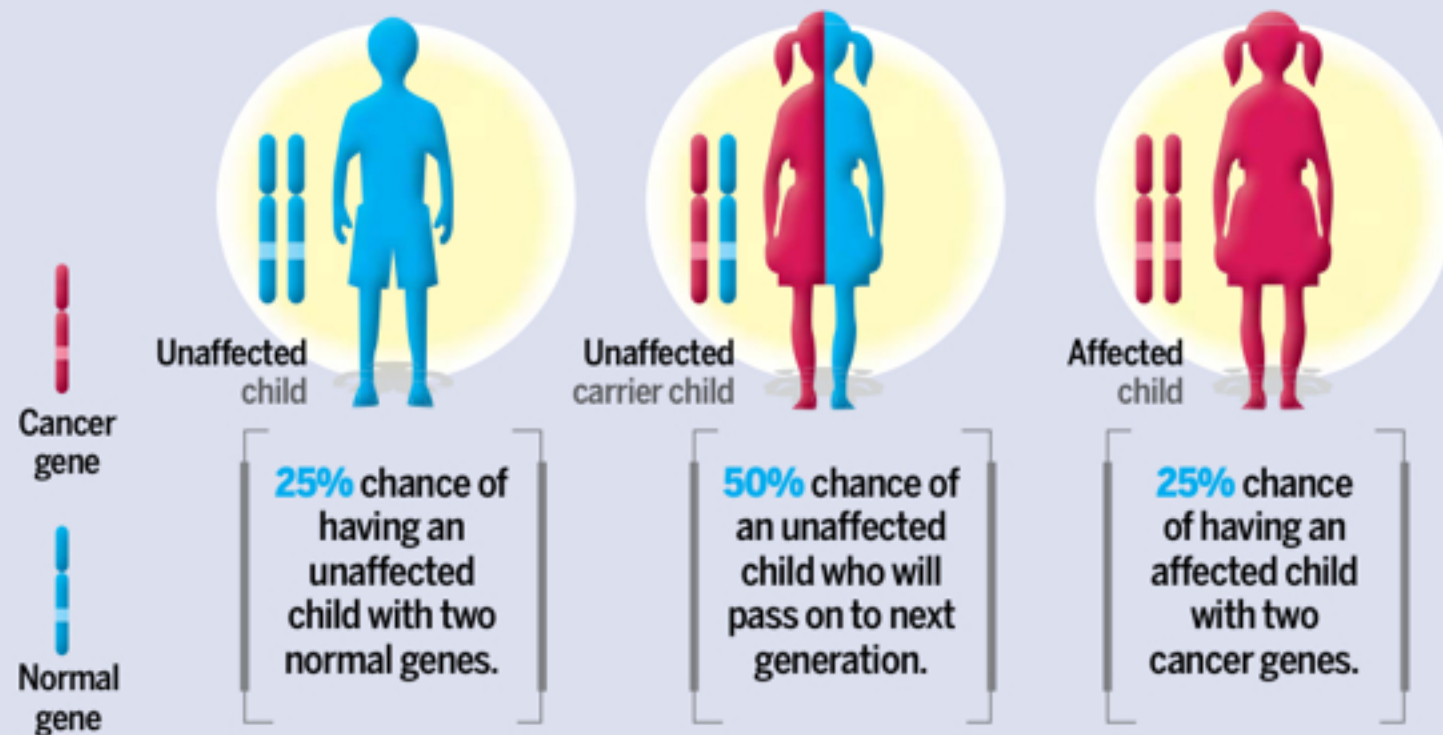 Cancer
gene
Normal
gene
Unaffected
child
25% chance of
having an
unaffected
child with two
normal genes.
Unaffected
carrier child
50% chance of
an unaffected
child who will
pass on to next
generation.
Affected
child
25% chance
of having an
affected child
with two
cancer genes.